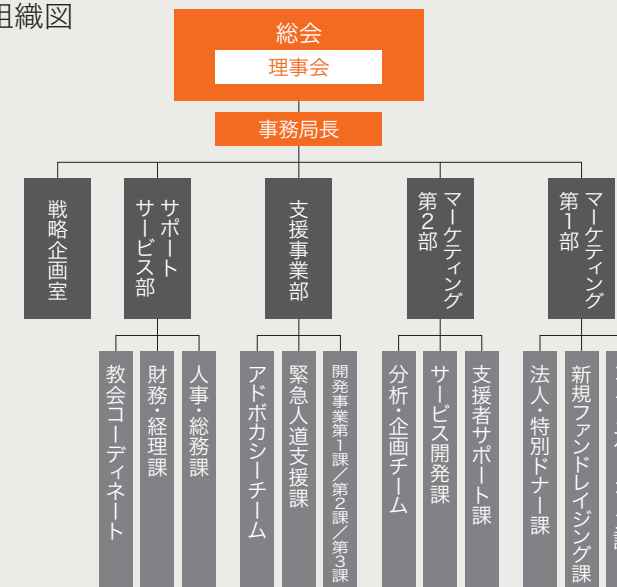 組織図
総会
理事会
事務局長
マーケティング
第1部
マーケティング
第2部
支援事業部
サポート
サービス部
戦略企画室
新規ファンドレイジング課
法人・特別ドナー課
支援者サポート課
サービス開発課
分析・企画チーム
開発事業第1課／第2課／第3課
緊急人道支援課
アドボカシーチーム
人事・総務課
財務・経理課
教会コーディネート